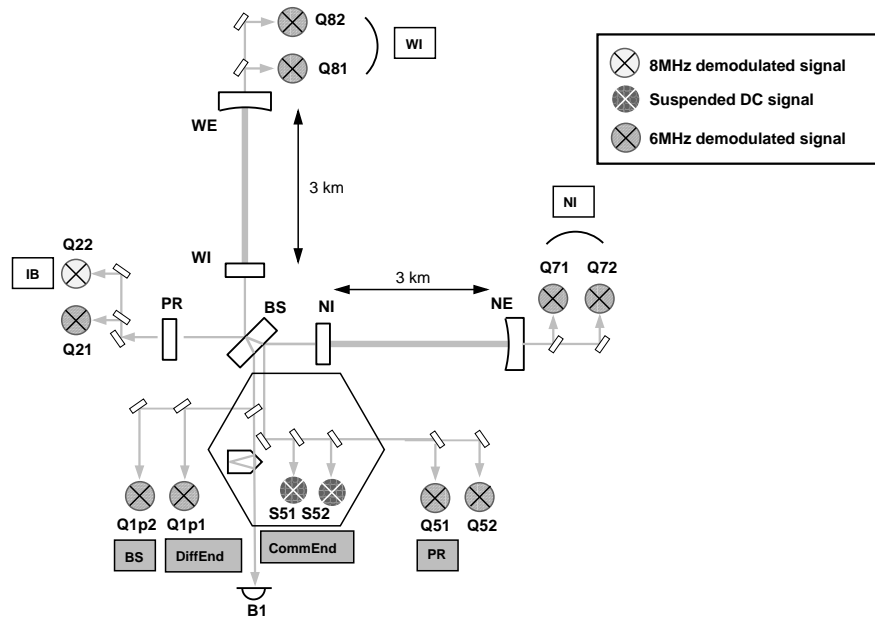 Q82
WI
Q81
8MHz demodulated signal
Suspended DC signal
6MHz demodulated signal
WE
3 km
NI
Q22
WI
Q71 Q72
IB
3 km
PR
BS
NI
NE
Q21
S51 S52
Q1p2 Q1p1
Q51 Q52
BS
DiffEnd
CommEnd
PR
B1